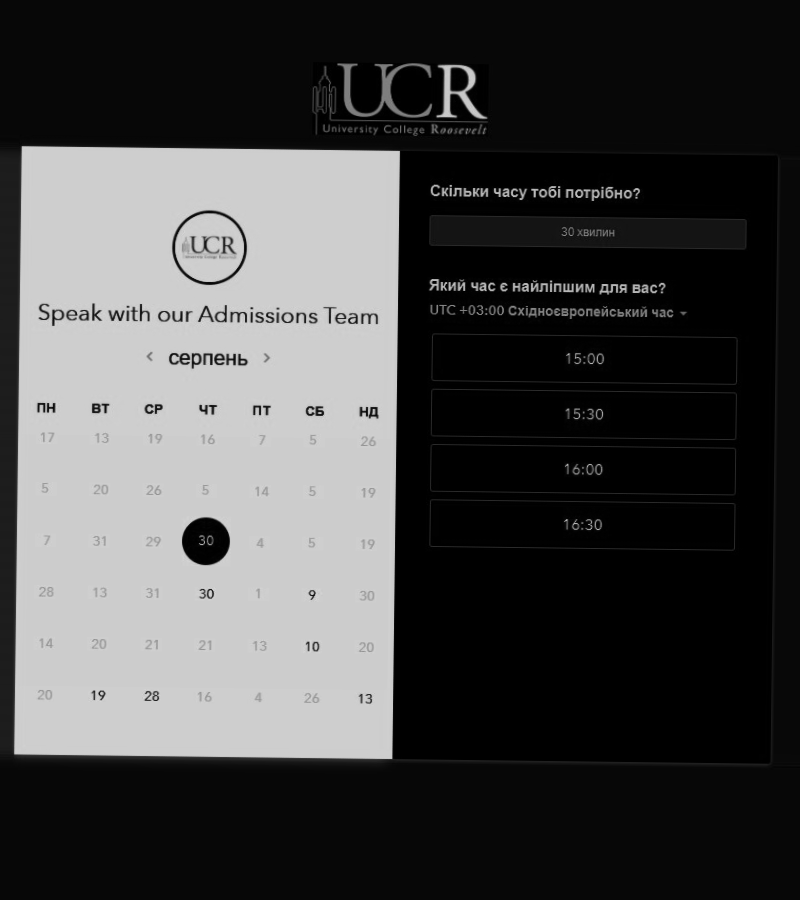 UCR
University College Roosevelt
UCR
University College Roosevelt
Speak with our Admissions Team
серпень
ПН ВТ СР ЧТ ПТ СБ НД
17 13 19 16 7 5 26
5 20 26 5 14 5 19
7 31 29 30 4 5 19
28 13 31 30 1 9 30
14 20 21 21 13 10 20
20 19 28 16 4 26 13
Скільки часу тобі потрібно?
30 хвилин
Який час є найліпшим для вас?
UTC +03:00 Східноєвропейський час
15:00
15:30
16:00
16:30